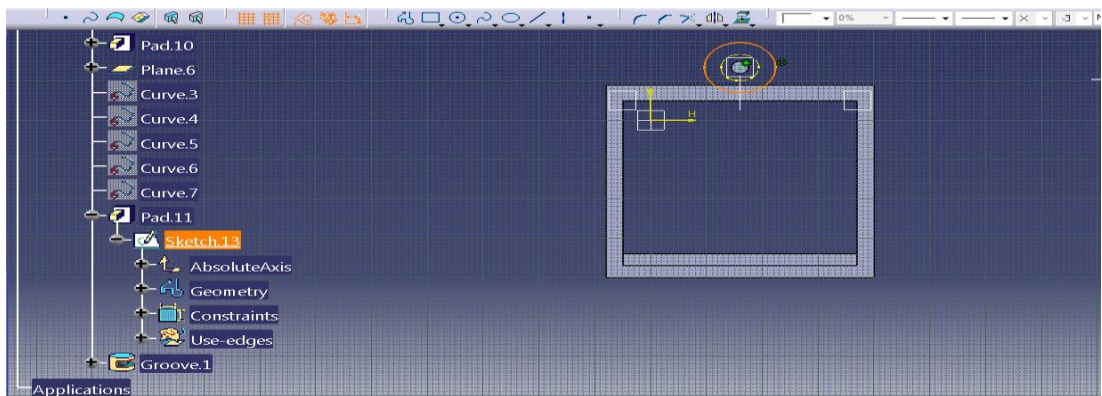 0%
Pad.10
Plane.6
Curve.3
Curve.4
Curve.5
Curve.6
Curve.7
Pad.11
Sketch.13
AbsoluteAxis
Geometry
Constraints
Use-edges
Groove.1
Applications
V
H